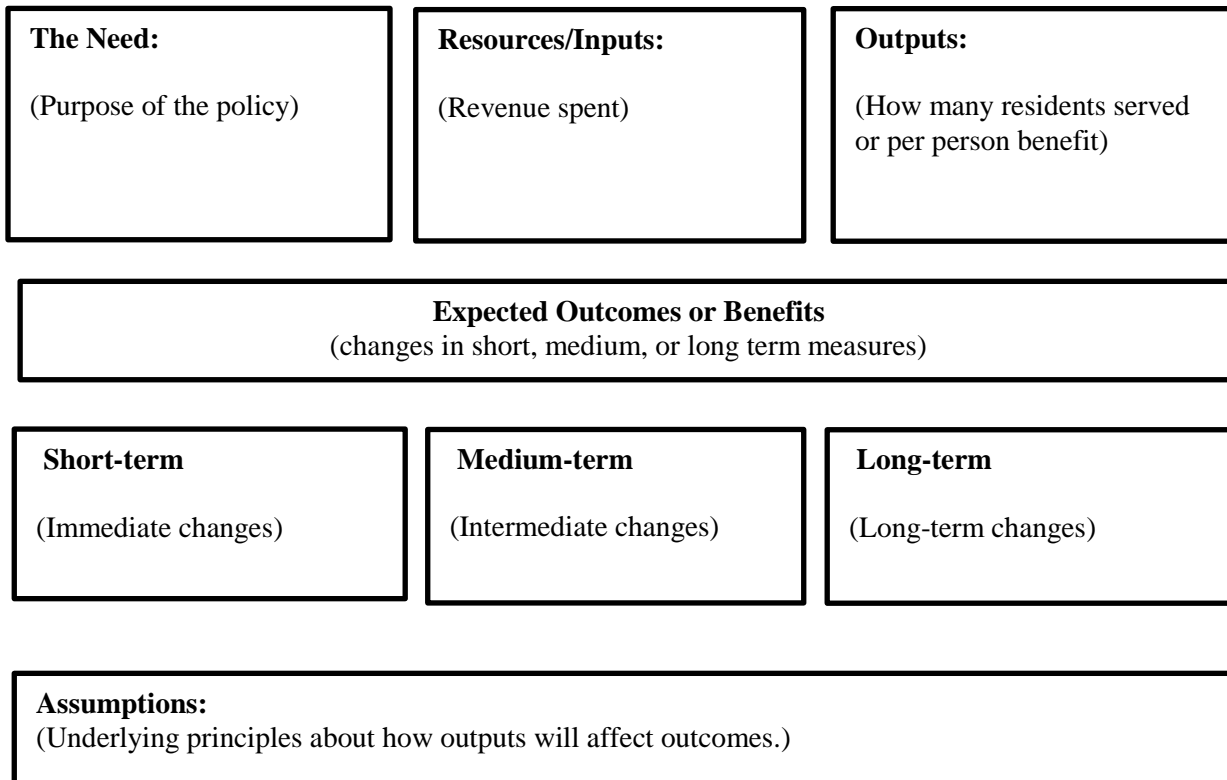 The Need:
(Purpose of the policy)
Resources/Inputs:
(Revenue spent)
Outputs:
(How many residents served
or per person benefit)
Expected Outcomes or Benefits
(changes in short, medium, or long term measures)
Short-term
(Immediate changes)
Medium-term
(Intermediate changes)
Long-term
(Long-term changes)
Assumptions:
(Underlying principles about how outputs will affect outcomes.)